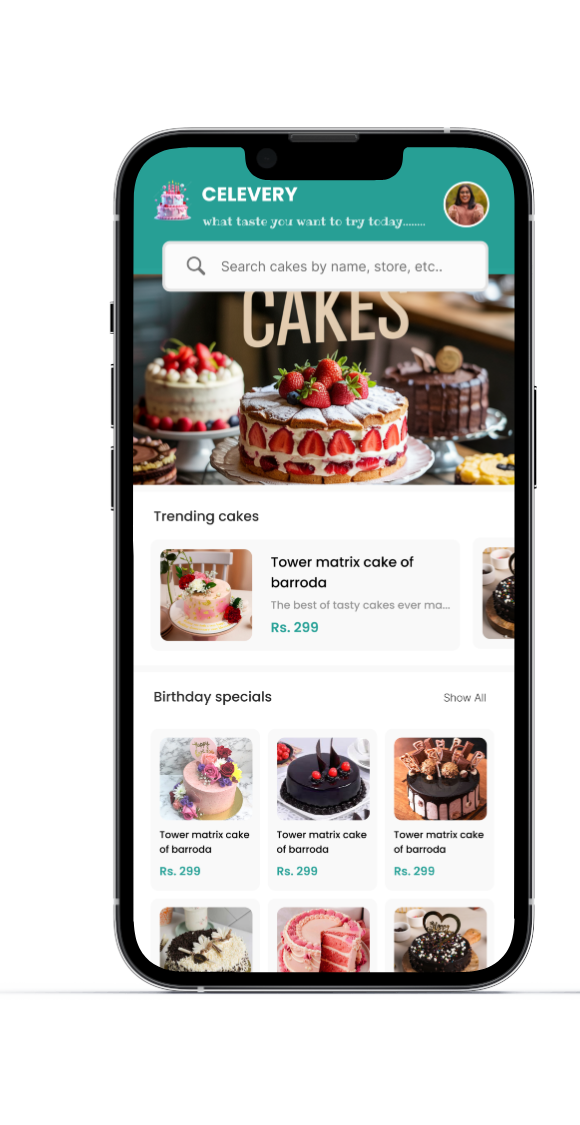 CELEVERY
what taste you want to try today........
Search cakes by name, store, etc..
CAKES
Trending cakes
Tower matrix cake of
barroda
The best of tasty cakes ever ma...
Rs. 299
Birthday specials
Show All
Tower matrix cake
of barroda
Rs. 299
Tower matrix cake
of barroda
Rs. 299
Tower matrix cake
of barroda
Rs. 299